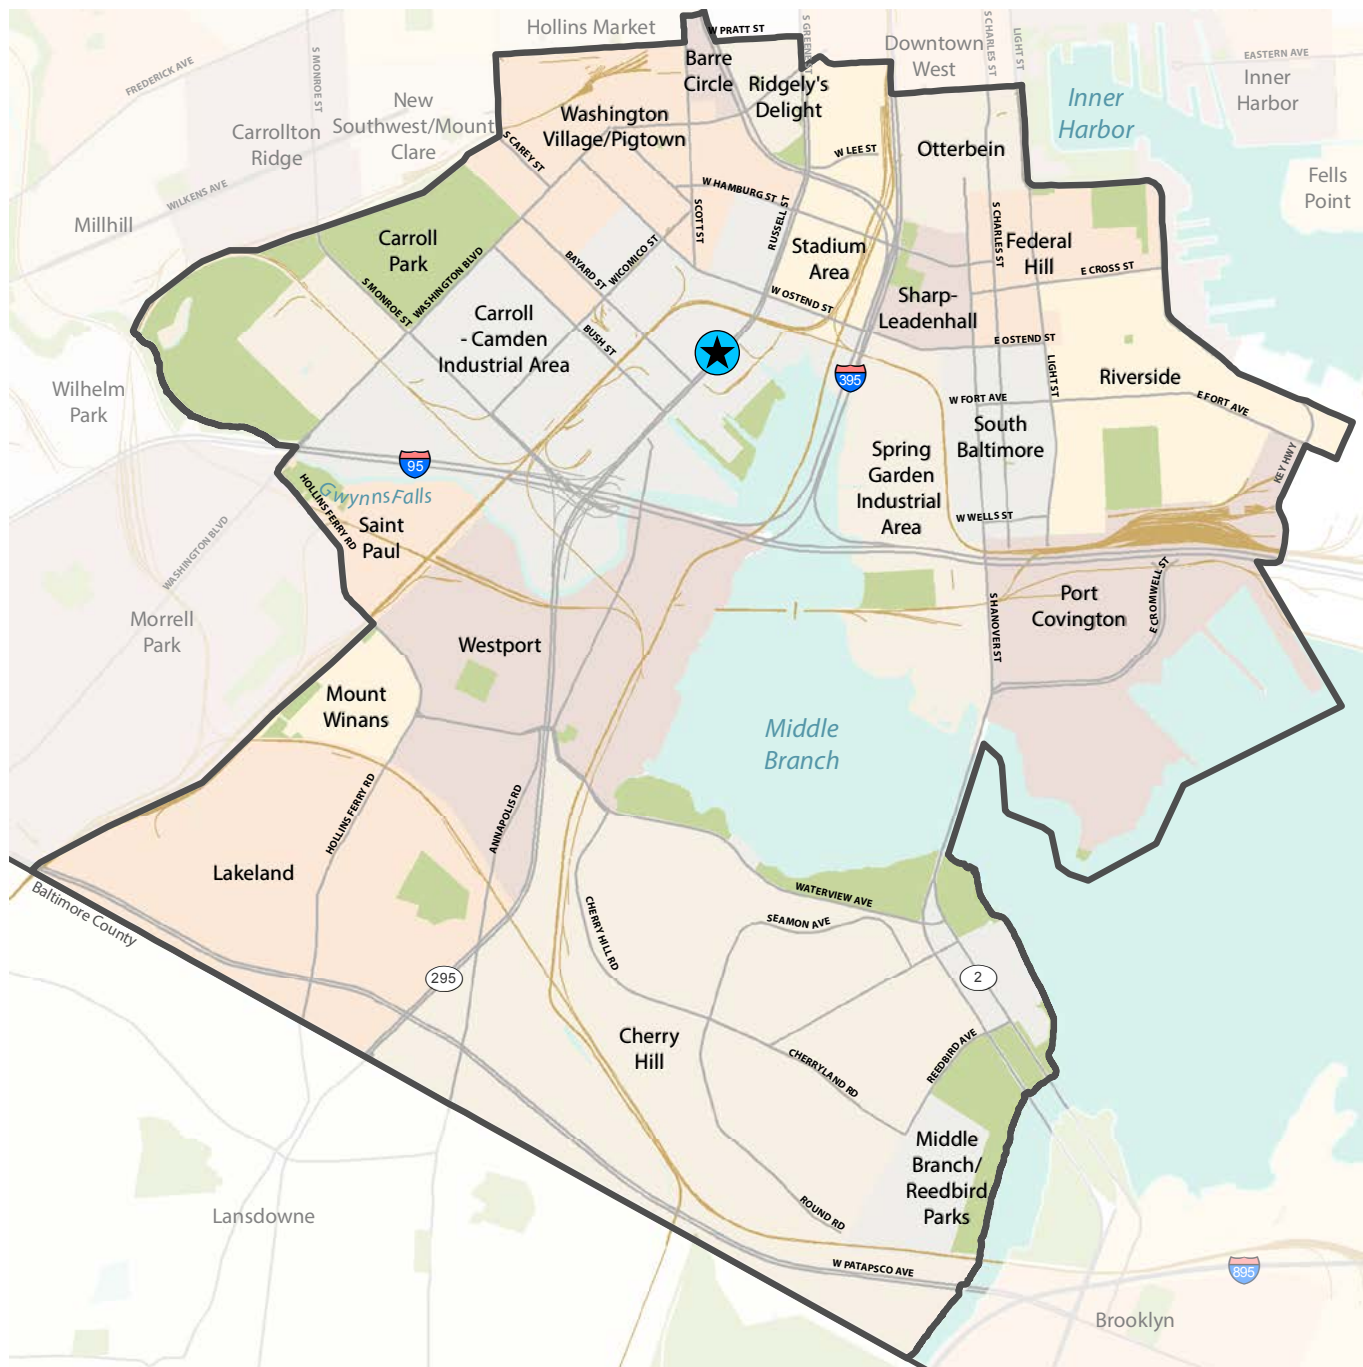 Hollins Market
W PRATT ST
S GREENE ST
S CHARLES ST
LIGHT ST
Downtown
West
EASTERN AVE
Inner
Harbor
Inner
Harbor
FREDERICK AVE
S MONROE ST
Barre
Circle
Ridgely's
Delight
New
Southwest/Mount
Clare
Carrollton
Ridge
Washington
Village/Pigtown
S CAREY ST
W LEE ST
Otterbein
Fells
Point
WILKENS AVE
Millhill
W HAMBURG ST
SCOTT ST
RUSSELL ST
S CHARLES ST
Federal
Hill
E CROSS ST
Carroll
Park
WASHINGTON BLVD
S MONROE ST
BAYARD ST
WICOMICO ST
Stadium
Area
W OSTEND ST
Sharp-
Leadenhall
Carroll
- Camden
Industrial Area
BUSH ST
E OSTEND ST
LIGHT ST
395
Riverside
Wilhelm
Park
W FORT AVE
E FORT AVE
South
Baltimore
Spring
Garden
Industrial
Area
KEY HWY
95
Gwynns Falls
HOLLINS FERRY RD
Saint
Paul
W WELLS ST
WASHINGTON BLVD
Morrell
Park
Westport
S HANOVER ST
Port
Covington
E CROMWELL ST
Mount
Winans
Middle
Branch
HOLLINS FERRY RD
ANNAPOLIS RD
Lakeland
Baltimore County
WATERVIEW AVE
SEAMON AVE
CHERRY HILL RD
295
2
Cherry
Hill
CHERRYLAND RD
REEDBIRD AVE
Middle
Branch/
Reedbird
Parks
ROUND RD
Lansdowne
W PATAPSCO AVE
895
Brooklyn